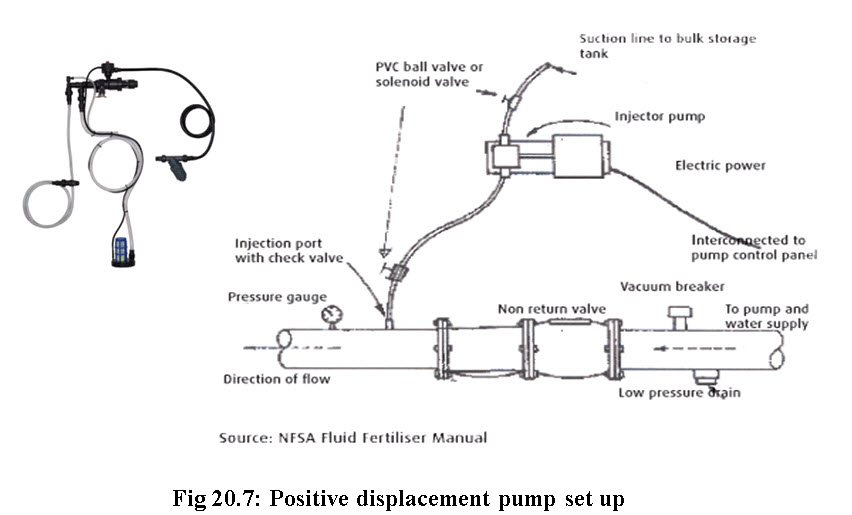 Suction line to bulk storage
tank
PVC ball valve or
solenoid valve
Injector pump
Electric power
Interconnected to
pump control panel
Injection port
with check valve
Pressure gauge
Vacuum breaker
Non return valve
To pump and
water supply
Direction of flow
Low pressure drain
Source: NFSA Fluid Fertiliser Manual
Fig 20.7: Positive displacement pump set up